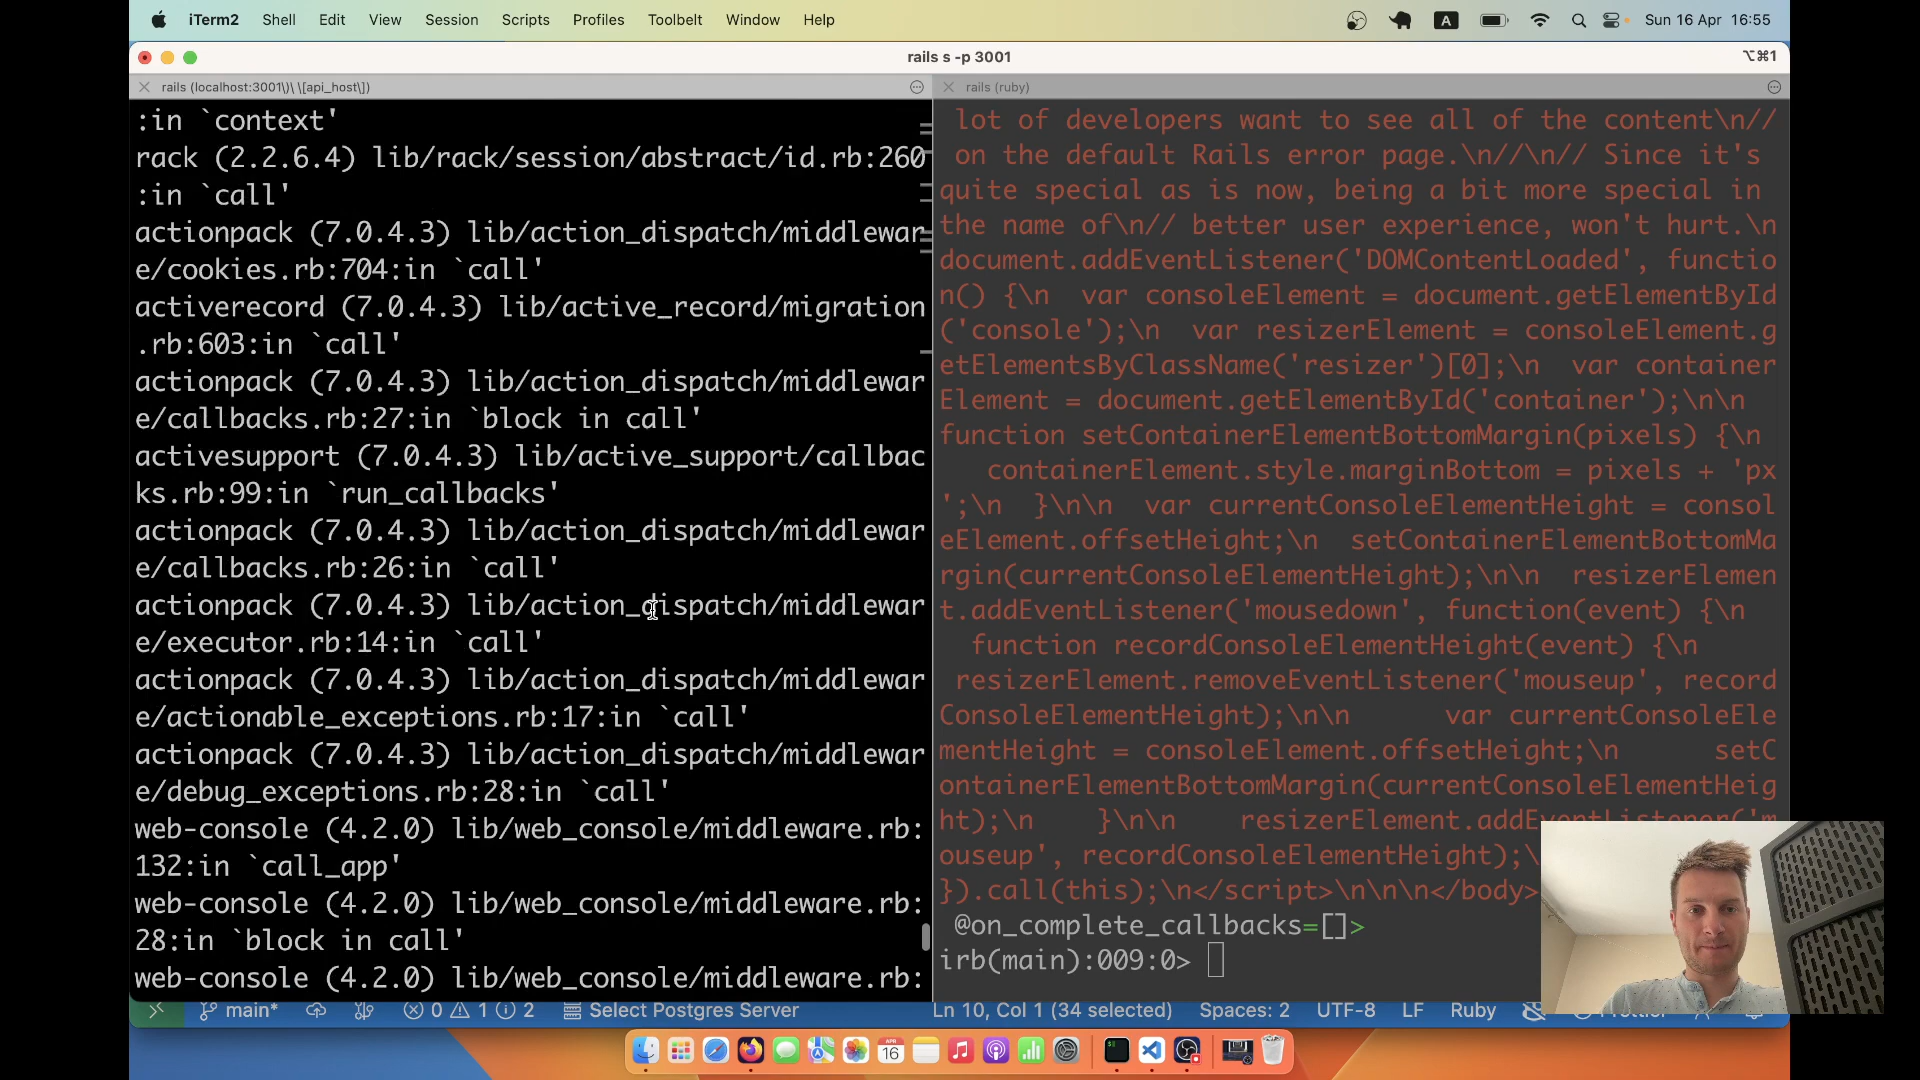 iTerm2 Shell Edit View Session Scripts Profiles Toolbelt Window Help A Sun 16 Apr 16:55
rails s -p 3001 ⌥⌘1
rails (localhost:3001\)\ \[api_host\])
:in `context'
rack (2.2.6.4) lib/rack/session/abstract/id.rb:260
:in `call'
actionpack (7.0.4.3) lib/action_dispatch/middlewar
e/cookies.rb:704:in `call'
activerecord (7.0.4.3) lib/active_record/migration
.rb:603:in `call'
actionpack (7.0.4.3) lib/action_dispatch/middlewar
e/callbacks.rb:27:in `block in call'
activesupport (7.0.4.3) lib/active_support/callbac
ks.rb:99:in `run_callbacks'
actionpack (7.0.4.3) lib/action_dispatch/middlewar
e/callbacks.rb:26:in `call'
actionpack (7.0.4.3) lib/action_dispatch/middlewar
e/executor.rb:14:in `call'
actionpack (7.0.4.3) lib/action_dispatch/middlewar
e/actionable_exceptions.rb:17:in `call'
actionpack (7.0.4.3) lib/action_dispatch/middlewar
e/debug_exceptions.rb:28:in `call'
web-console (4.2.0) lib/web_console/middleware.rb:
132:in `call_app'
web-console (4.2.0) lib/web_console/middleware.rb:
28:in `block in call'
web-console (4.2.0) lib/web_console/middleware.rb:
rails (ruby)
lot of developers want to see all of the content\n//
on the default Rails error page.\n//\n// Since it's
quite special as is now, being a bit more special in
the name of\n// better user experience, won't hurt.\n
document.addEventListener('DOMContentLoaded', functio
n() {\n  var consoleElement = document.getElementById
('console');\n  var resizerElement = consoleElement.g
etElementsByClassName('resizer')[0];\n  var container
Element = document.getElementById('container');\n\n
function setContainerElementBottomMargin(pixels) {\n
containerElement.style.marginBottom = pixels + 'px
';\n  }\n\n  var currentConsoleElementHeight = consol
eElement.offsetHeight;\n  setContainerElementBottomMa
rgin(currentConsoleElementHeight);\n\n  resizerElemen
t.addEventListener('mousedown', function(event) {\n
function recordConsoleElementHeight(event) {\n
resizerElement.removeEventListener('mouseup', record
ConsoleElementHeight);\n\n      var currentConsoleEle
mentHeight = consoleElement.offsetHeight;\n      setC
ontainerElementBottomMargin(currentConsoleElementHeig
ht);\n    }\n\n    resizerElement.addEventListener('m
ouseup', recordConsoleElementHeight);\
}).call(this);\n</script>\n\n\n</body>
@on_complete_callbacks=[]>
irb(main):009:0>
main* 0 1 2 Select Postgres Server Ln 10, Col 1 (34 selected) Spaces: 2 UTF-8 LF Ruby
APR
16